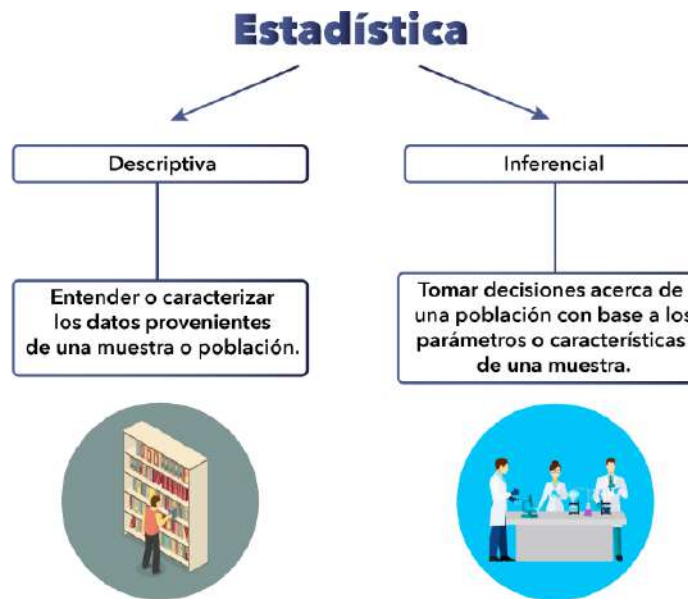 Estadística
Descriptiva
Inferencial
Entender o caracterizar
los datos provenientes
de una muestra o población.
Tomar decisiones acerca de
una población con base a los
parámetros o características
de una muestra.